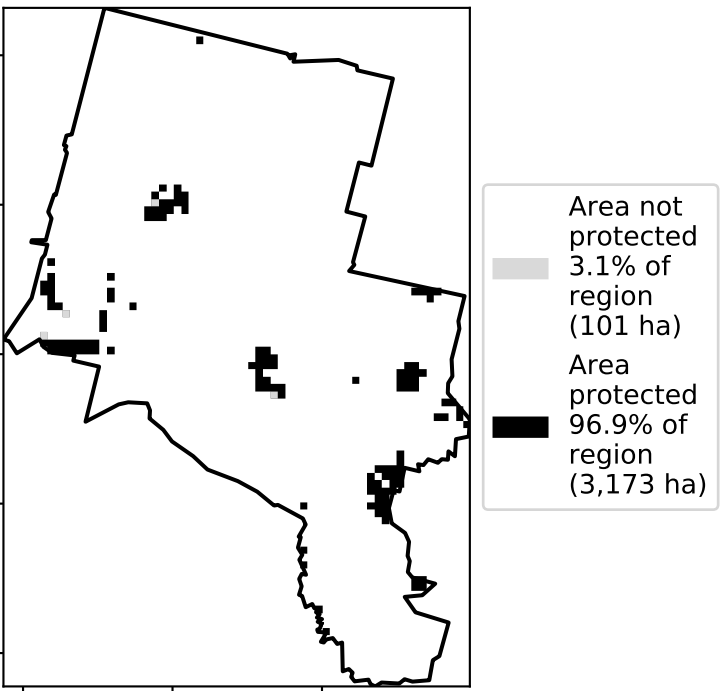 Area not
protected
3.1% of
region
(101 ha)
Area
protected
96.9% of
region
(3,173 ha)